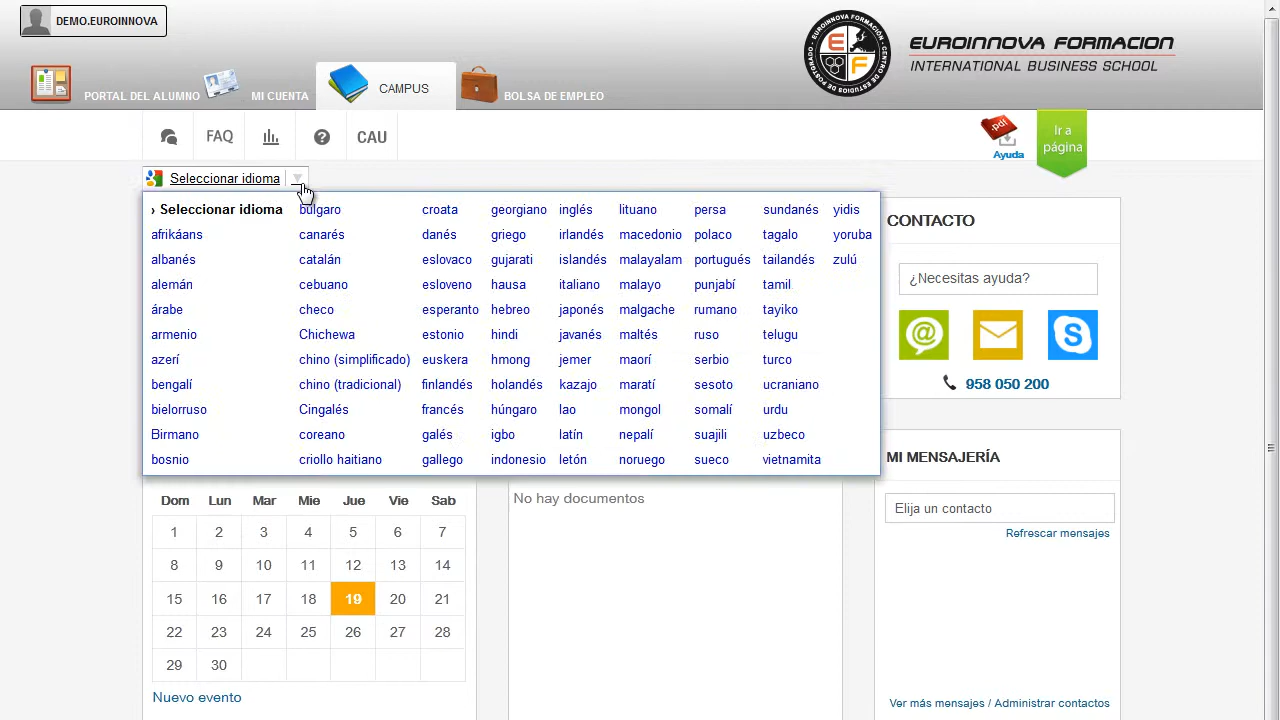 DEMO.EUROINNOVA
EUROINNOVA FORMACIÓN
CENTRO DE ESTUDIOS DE POSTGRADO
E
F
EUROINNOVA FORMACION
INTERNATIONAL BUSINESS SCHOOL
PORTAL DEL ALUMNO
MI CUENTA
CAMPUS
BOLSA DE EMPLEO
FAQ
CAU
.pdf
Ayuda
Ir a
página
Seleccionar idioma
› Seleccionar idioma búlgaro croata georgiano inglés lituano persa sundanés yidis
afrikáans canarés danés griego irlandés macedonio polaco tagalo yoruba
albanés catalán eslovaco gujarati islandés malayalam portugués tailandés zulú
alemán cebuano esloveno hausa italiano malayo punjabí tamil
árabe checo esperanto hebreo japonés malgache rumano tayiko
armenio Chichewa estonio hindi javanés maltés ruso telugu
azerí chino (simplificado) euskera hmong jemer maorí serbio turco
bengalí chino (tradicional) finlandés holandés kazajo maratí sesoto ucraniano
bielorruso Cingalés francés húngaro lao mongol somalí urdu
Birmano coreano galés igbo latín nepalí suajili uzbeco
bosnio criollo haitiano gallego indonesio letón noruego sueco vietnamita
CONTACTO
¿Necesitas ayuda?
958 050 200
Dom Lun Mar Mie Jue Vie Sab
1 2 3 4 5 6 7
8 9 10 11 12 13 14
15 16 17 18 19 20 21
22 23 24 25 26 27 28
29 30
Nuevo evento
No hay documentos
MI MENSAJERÍA
Elija un contacto
Refrescar mensajes
Ver más mensajes / Administrar contactos